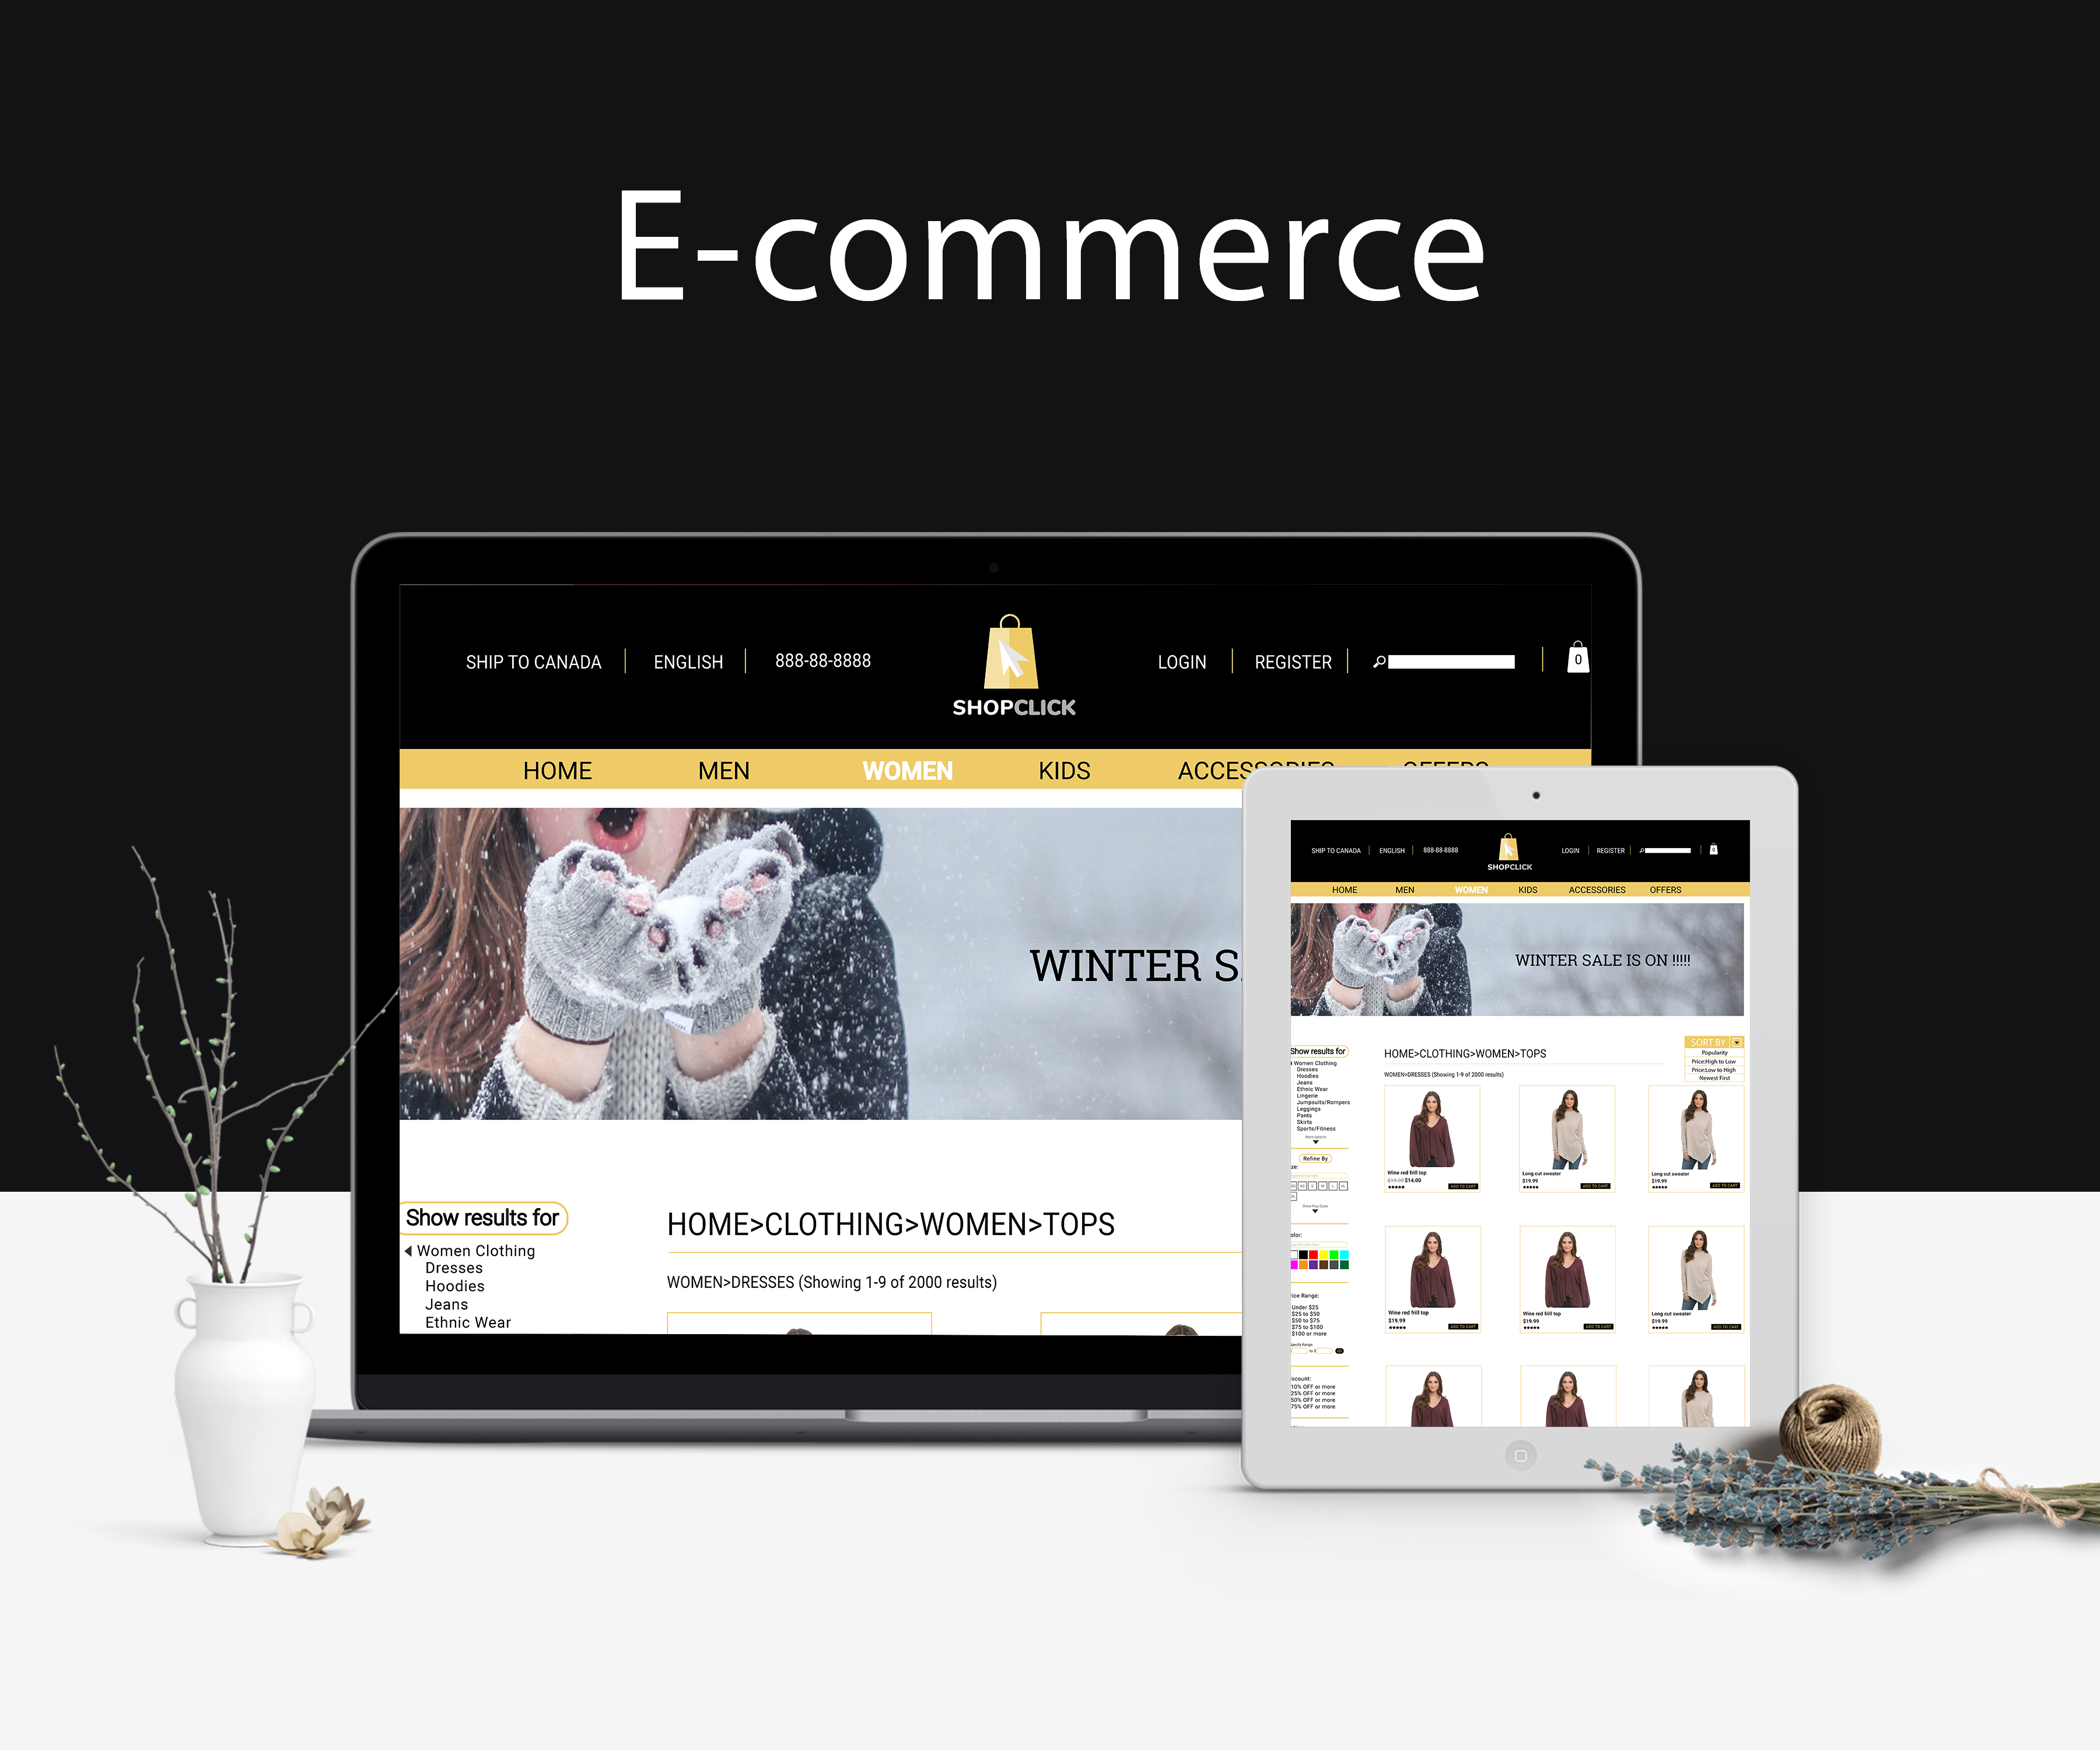 E-commerce
SHIP TO CANADA
ENGLISH
888-88-8888
SHOPCLICK
LOGIN
REGISTER
0
HOME
MEN
WOMEN
KIDS
ACCESSORIES
OFFERS
WINTER S
Show results for
Women Clothing
Dresses
Hoodies
Jeans
Ethnic Wear
HOME>CLOTHING>WOMEN>TOPS
WOMEN>DRESSES (Showing 1-9 of 2000 results)
SHIP TO CANADA
ENGLISH
888-88-8888
SHOPCLICK
LOGIN
REGISTER
HOME
MEN
WOMEN
KIDS
ACCESSORIES
OFFERS
WINTER SALE IS ON !!!!!
Show results for
Women Clothing
Dresses
Hoodies
Jeans
Ethnic Wear
Lingerie
Jumpsuits/Rompers
Leggings
Pants
Skirts
Sports/Fitness
Refine By
HOME>CLOTHING>WOMEN>TOPS
WOMEN>DRESSES (Showing 1-9 of 2000 results)
SORT BY
Popularity
Price:High to Low
Price:Low to High
Newest First
Wine red frill top
$19.99 $14.00
ADD TO CART
Long cut sweater
$19.99
ADD TO CART
Long cut sweater
$19.99
ADD TO CART
Wine red frill top
$19.99
ADD TO CART
Wine red frill top
$19.99
ADD TO CART
Long cut sweater
$19.99
ADD TO CART
Under $25
$25 to $50
$50 to $75
$75 to $100
$100 or more
10% OFF or more
25% OFF or more
50% OFF or more
75% OFF or more